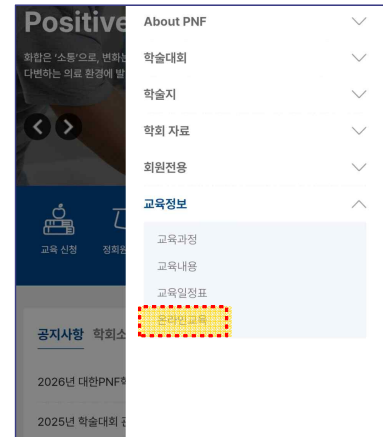 Positive
화합은 '소통'으로, 변화는
다변하는 의료 환경에 발
교육 신청
정회원
공지사항 학회소
2026년 대한PNF학
2025년 학술대회
About PNF
학술대회
학술지
학회 자료
회원전용
교육정보
교육과정
교육내용
교육일정표
온라인교육